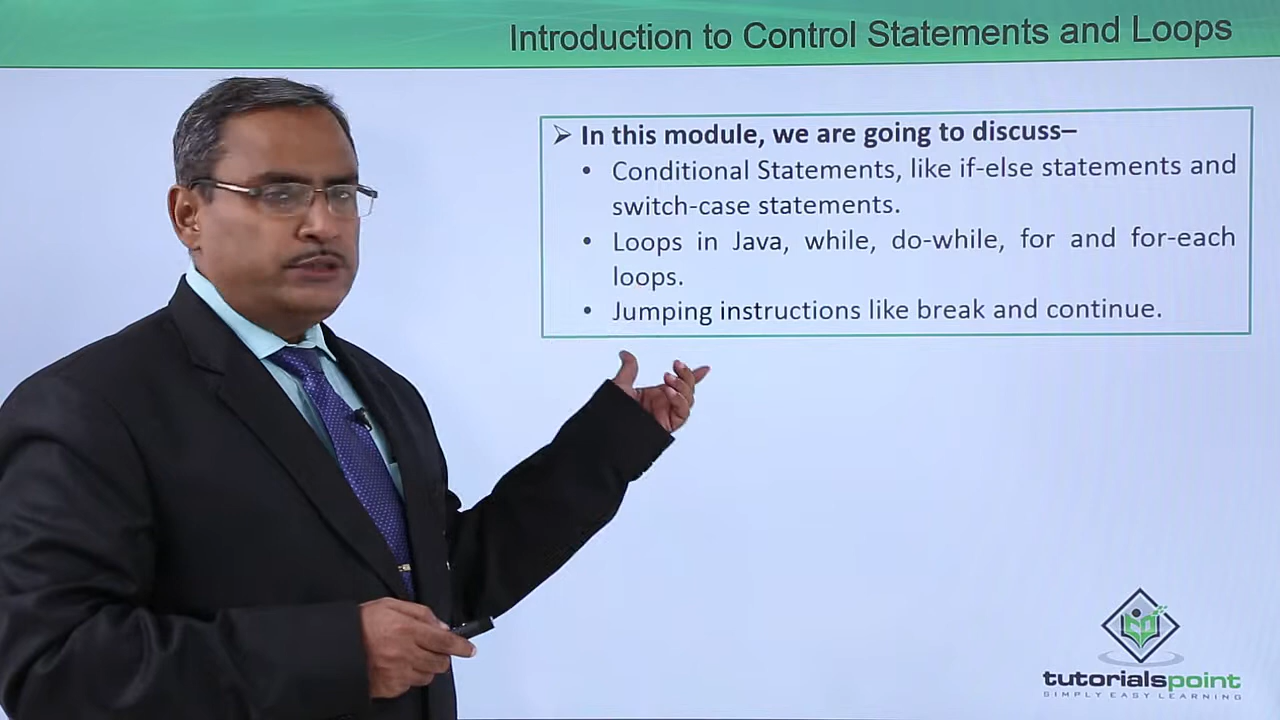 Introduction to Control Statements and Loops
➢ In this module, we are going to discuss–
• Conditional Statements, like if-else statements and
switch-case statements.
• Loops in Java, while, do-while, for and for-each
loops.
• Jumping instructions like break and continue.
tutorialspoint
SIMPLY EASY LEARNING